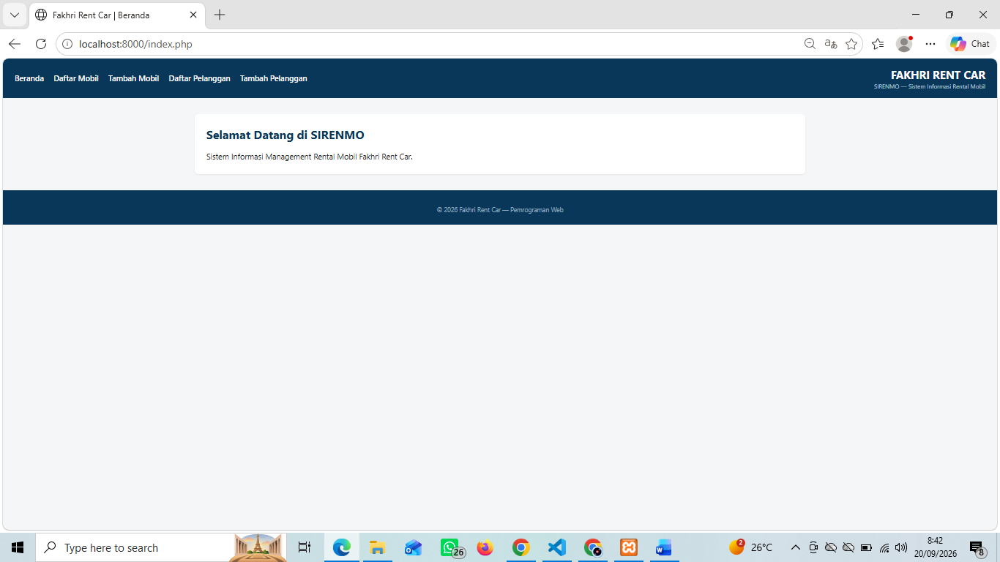 Fakhri Rent Car | Beranda
localhost:8000/index.php
Chat
Beranda Daftar Mobil Tambah Mobil Daftar Pelanggan Tambah Pelanggan
FAKHRI RENT CAR
SIRENMO — Sistem Informasi Rental Mobil
Selamat Datang di SIRENMO
Sistem Informasi Management Rental Mobil Fakhri Rent Car.
© 2026 Fakhri Rent Car — Pemrograman Web
Type here to search
26
2
26°C
8:42
20/09/2026
8